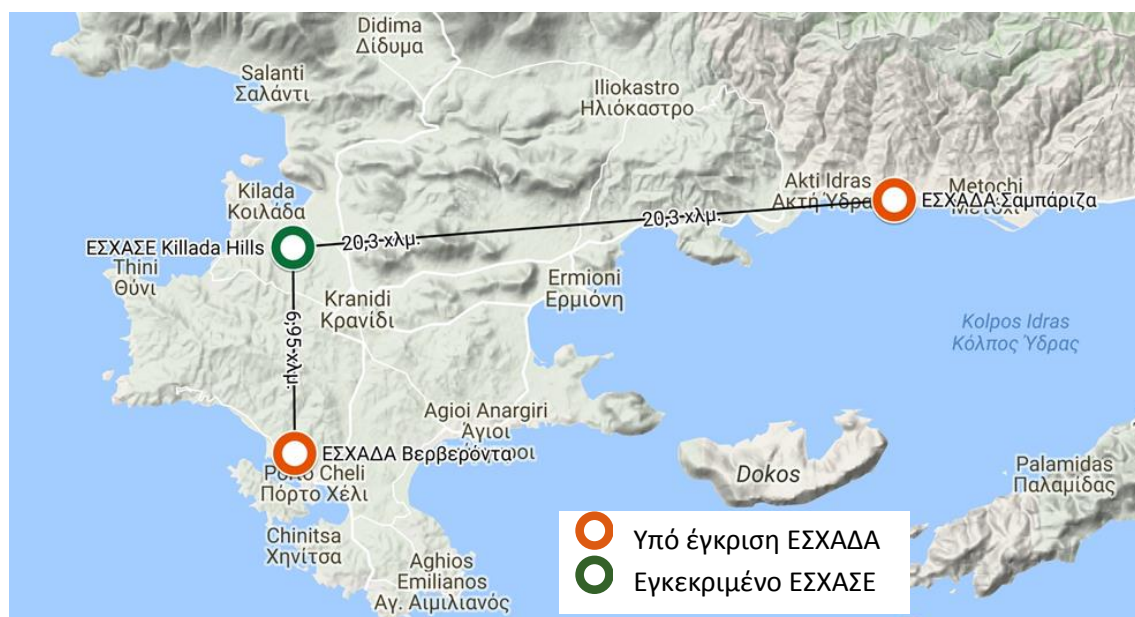 Didima
Δίδυμα
Salanti
Σαλάντι
Iliokastro
Ηλιόκαστρο
Kilada
Κοιλάδα
Akti Idras
Ακτή Ύδρα
Metochi
Μετόχι
ΕΣΧΑΔΑ Σαμπάριζα
20,3 χλμ.
20,3 χλμ.
ΕΣΧΑΣΕ Killada Hills
Thini
Θύνι
Kranidi
Κρανίδι
Ermioni
Ερμιόνη
6,95 χλμ.
Kolpos Idras
Κόλπος Ύδρας
Agioi Anargiri
Άγιοι
ΕΣΧΑΔΑ Βερβερόντα
Porto Cheli
Πόρτο Χέλι
Dokos
Palamidas
Παλαμίδας
Chinitsa
Χηνίτσα
Aghios
Emilianos
Αγ. Αιμιλιανός
Υπό έγκριση ΕΣΧΑΔΑ
Εγκεκριμένο ΕΣΧΑΣΕ